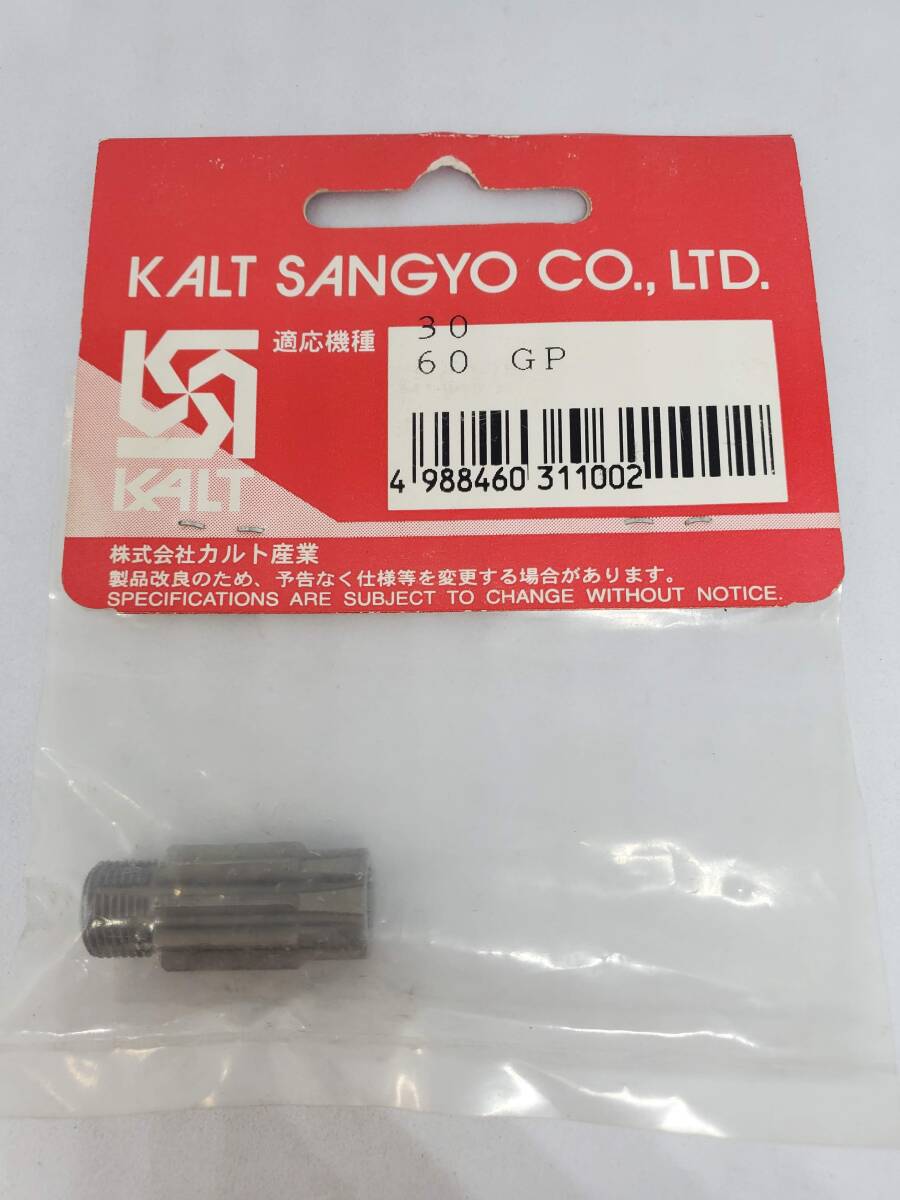 KALT SANGYO CO., LTD.
適応機種
30
60 GP
4 988460 311002
KALT
株式会社カルト産業
製品改良のため、予告なく仕様等を変更する場合があります。
SPECIFICATIONS ARE SUBJECT TO CHANGE WITHOUT NOTICE.